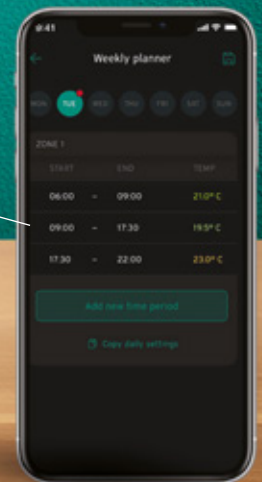 9:41
Weekly planner
MON TUE WED THU FRI SAT SUN
ZONE 1
START END TEMP
06:00 - 09:00 21.0° C
09:00 - 17:30 19.5° C
17:30 - 22:00 23.0° C
Add new time period
Copy daily settings